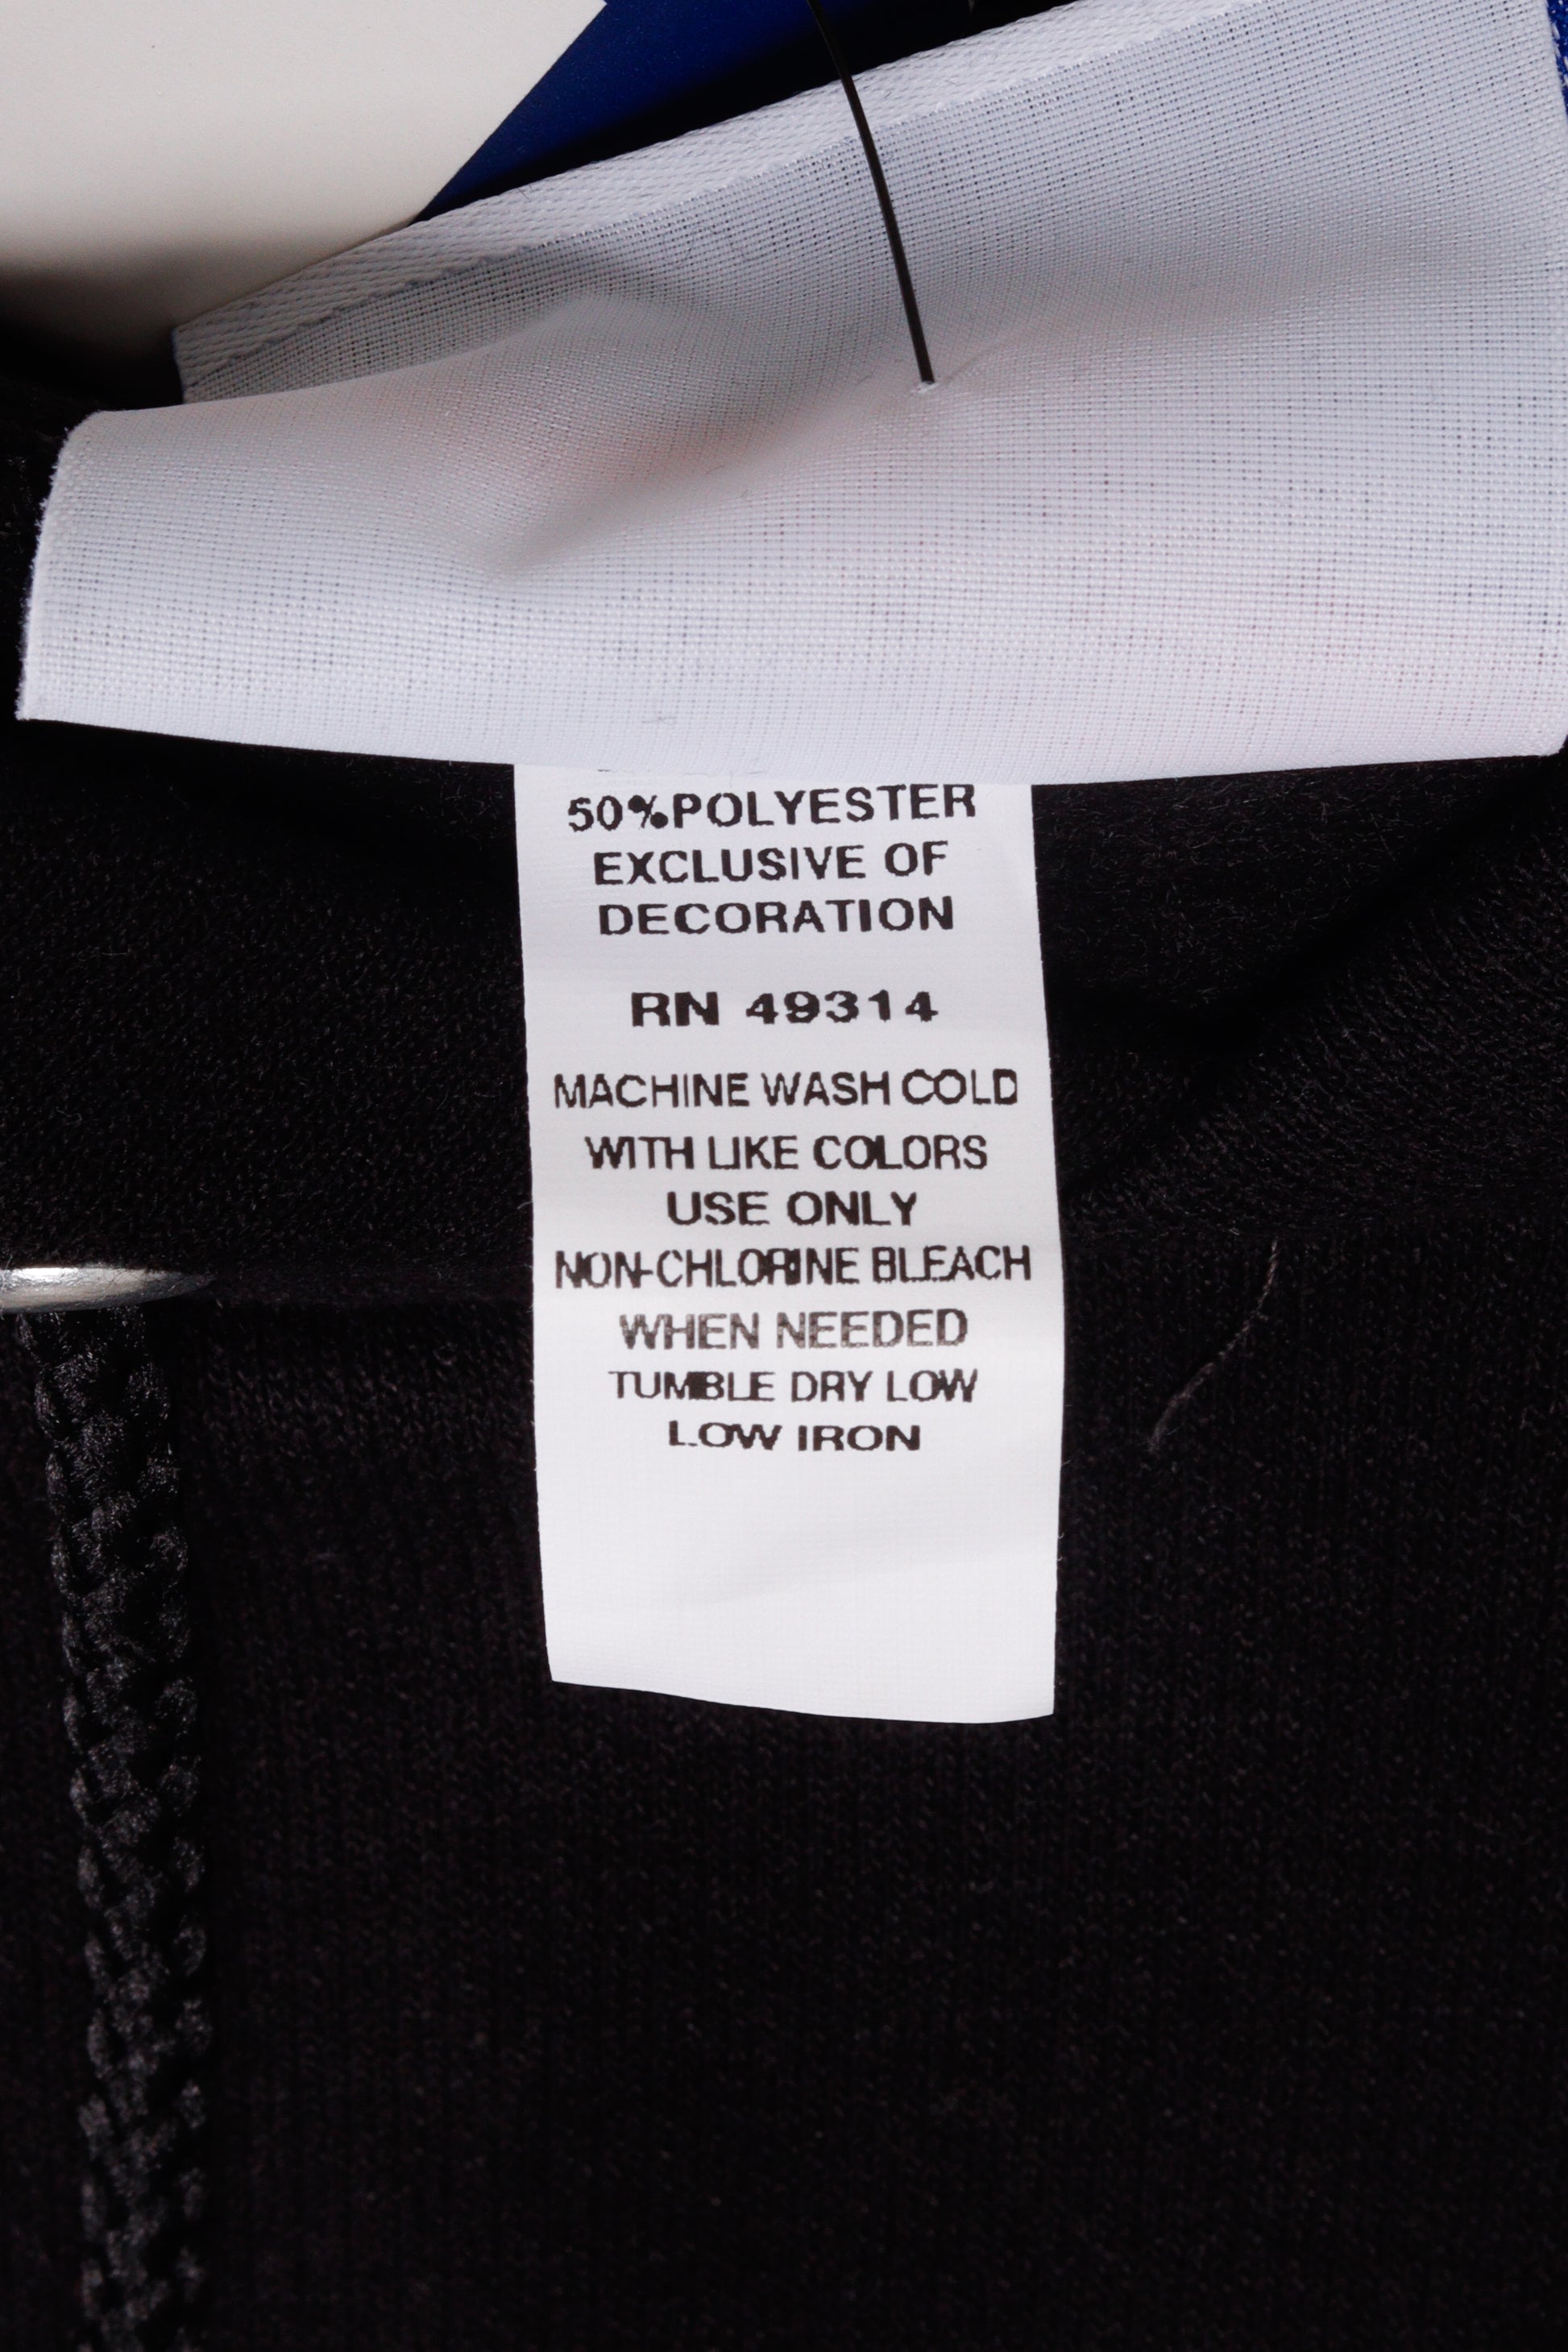 50%POLYESTER
EXCLUSIVE OF
DECORATION
RN 49314
MACHINE WASH COLD
WITH LIKE COLORS
USE ONLY
NON-CHLORINE BLEACH
WHEN NEEDED
TUMBLE DRY LOW
LOW IRON